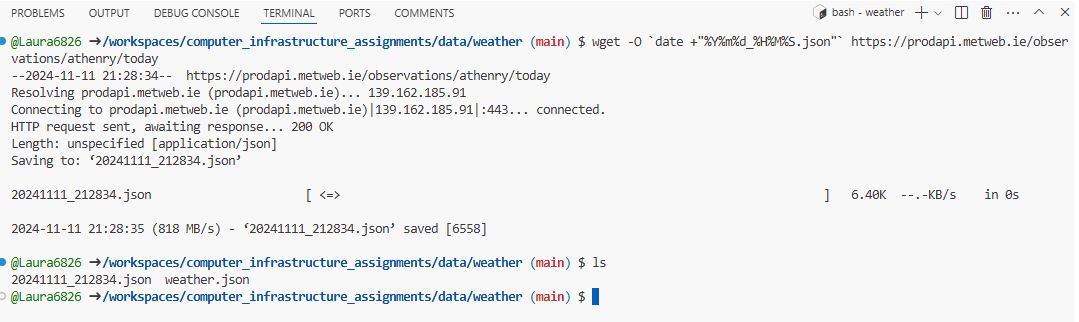 PROBLEMS OUTPUT DEBUG CONSOLE TERMINAL PORTS COMMENTS bash - weather
@Laura6826 ➜/workspaces/computer_infrastructure_assignments/data/weather (main) $ wget -O `date +"%Y%m%d_%H%M%S.json"` https://prodapi.metweb.ie/obser
vations/athenry/today
--2024-11-11 21:28:34--  https://prodapi.metweb.ie/observations/athenry/today
Resolving prodapi.metweb.ie (prodapi.metweb.ie)... 139.162.185.91
Connecting to prodapi.metweb.ie (prodapi.metweb.ie)|139.162.185.91|:443... connected.
HTTP request sent, awaiting response... 200 OK
Length: unspecified [application/json]
Saving to: ‘20241111_212834.json’
20241111_212834.json [ <=> ] 6.40K --.-KB/s in 0s
2024-11-11 21:28:35 (818 MB/s) - ‘20241111_212834.json’ saved [6558]
@Laura6826 ➜/workspaces/computer_infrastructure_assignments/data/weather (main) $ ls
20241111_212834.json  weather.json
@Laura6826 ➜/workspaces/computer_infrastructure_assignments/data/weather (main) $